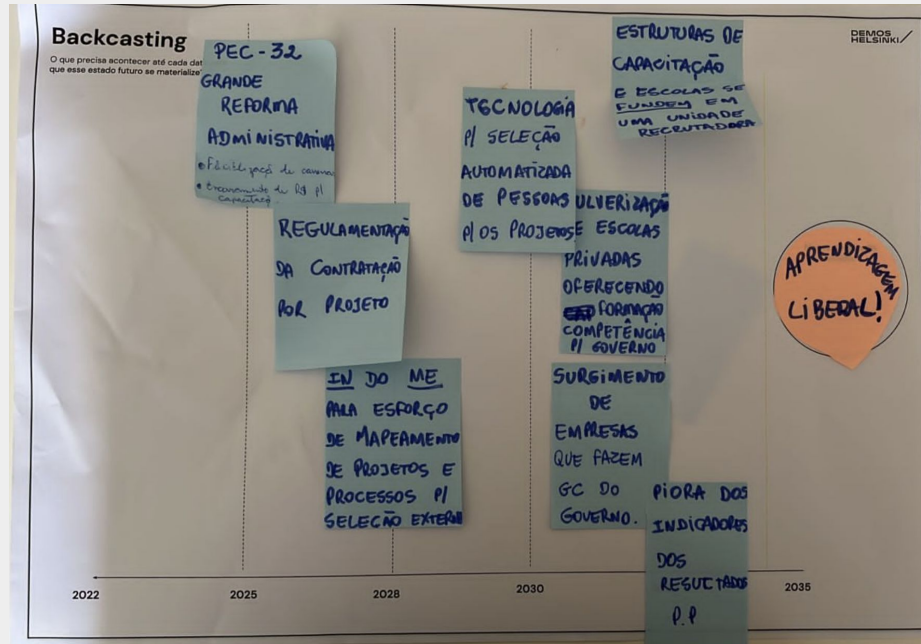 Backcasting
O que precisa acontecer até cada dat
que esse estado futuro se materialize
DEMOS
HELSINKI
PEC-32
GRANDE
REFORMA
ADMINISTRATIVA
REGULAMENTAÇÃO
DA CONTRATAÇÃO
POR PROJETO
IN DO ME
PARA ESFORÇO
DE MAPEAMENTO
DE PROJETOS E
PROCESSOS P/
SELEÇÃO EXTERN
TECNOLOGIA
P/ SELEÇÃO
AUTOMATIZADA
DE PESSOAS
P/ OS PROJETOS
ESTRUTURAS DE
CAPACITAÇÃO
E ESCOLAS SE
FUNDEM EM
UMA UNIDADE
RECRUTADORA
ULVERIZAÇÃO
E ESCOLAS
PRIVADAS
OFERECENDO
FORMAÇÃO
COMPETÊNCIA
P/ GOVERNO
SURGIMENTO
DE
EMPRESAS
QUE FAZEM
GC DO
GOVERNO.
PIORA DOS
INDICADORES
DOS
RESULTADOS
P.P
APRENDIZAGEM
LIBERAL!
2022
2025
2028
2030
2035